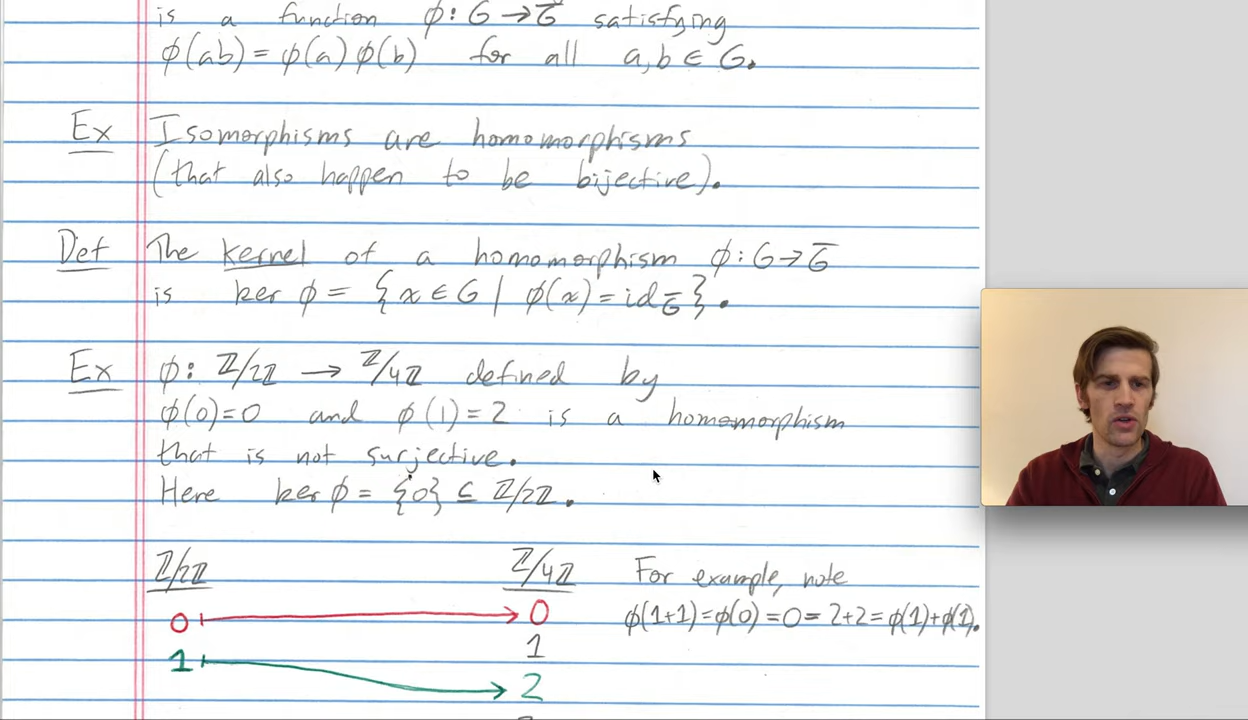 is a function ϕ: G → G̅ satisfying
ϕ(ab) = ϕ(a) ϕ(b) for all a,b ∈ G.
Ex Isomorphisms are homomorphisms
(that also happen to be bijective).
Def The kernel of a homomorphism ϕ: G → G̅
is ker ϕ = {x ∈ G | ϕ(x) = id_G̅}.
Ex ϕ: ℤ/2ℤ → ℤ/4ℤ defined by
ϕ(0)=0 and ϕ(1)=2 is a homomorphism
that is not surjective.
Here ker ϕ = {0} ⊆ ℤ/2ℤ.
ℤ/2ℤ ℤ/4ℤ For example, note
0 ↦ 0 ϕ(1+1)=ϕ(0)=0=2+2=ϕ(1)+ϕ(1).
1
1 ↦ 2